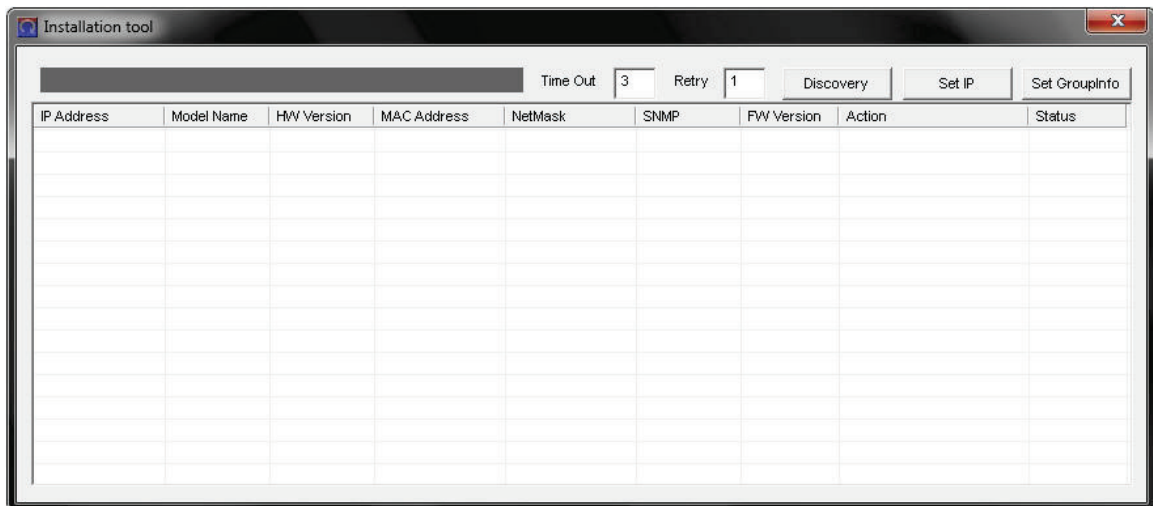 Installation tool
Time Out 3 Retry 1 Discovery Set IP Set GroupInfo
IP Address Model Name HW Version MAC Address NetMask SNMP FW Version Action Status